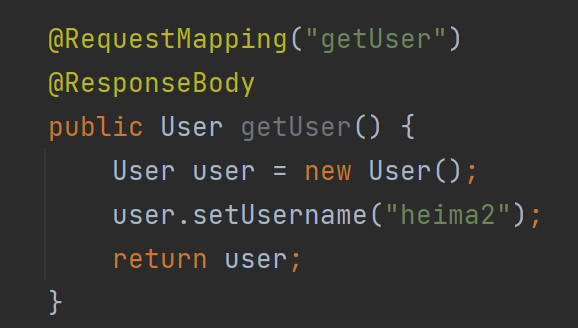 @RequestMapping("getUser")
@ResponseBody
public User getUser() {
    User user = new User();
    user.setUsername("heima2");
    return user;
}